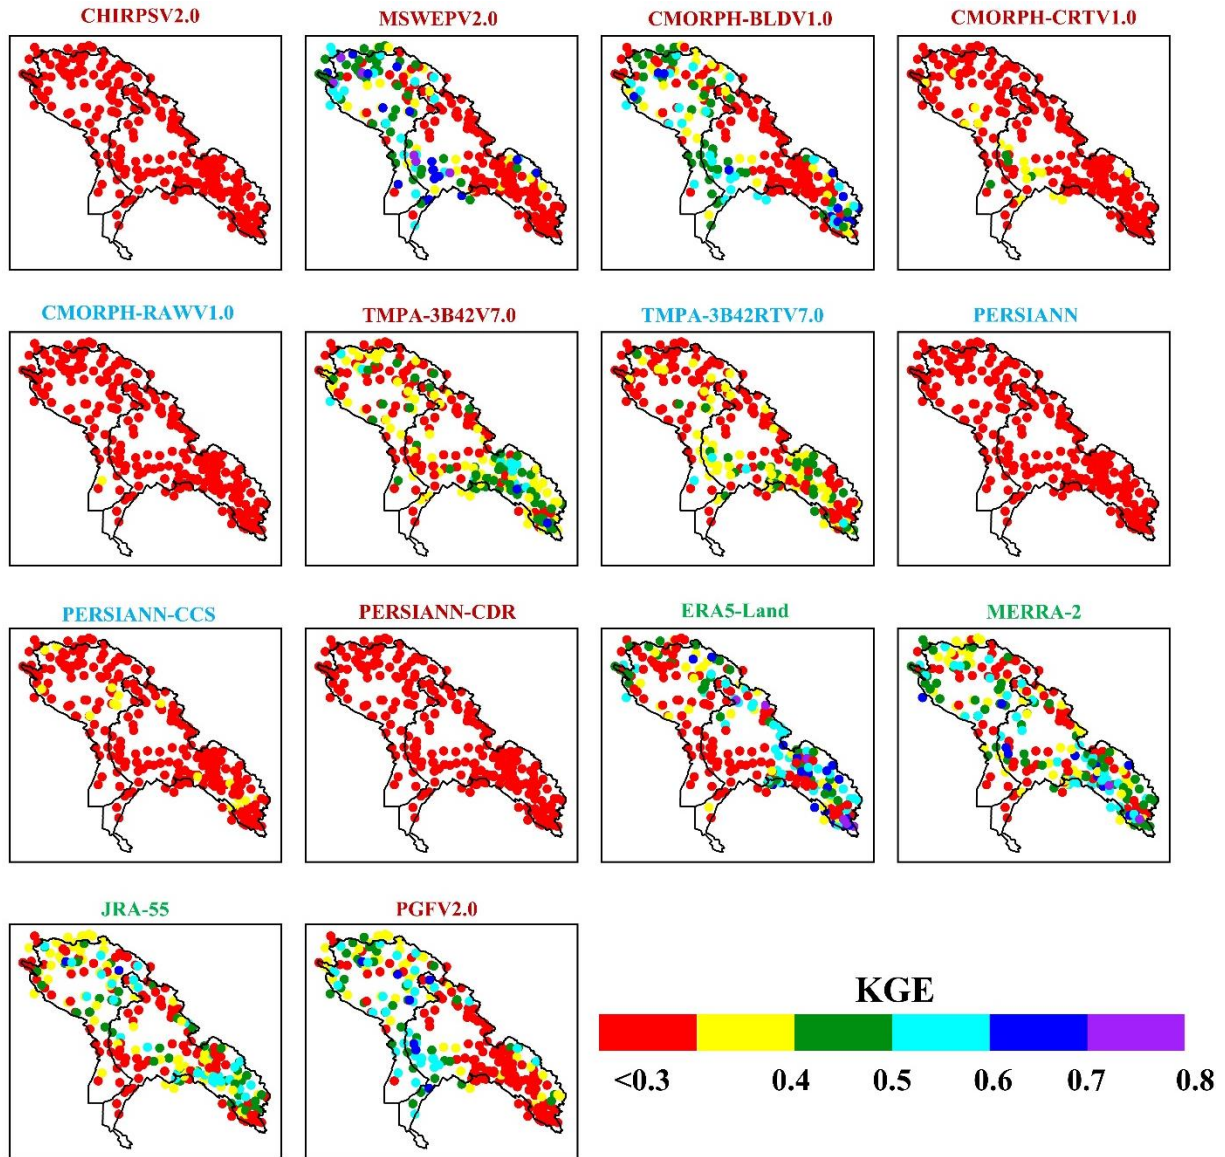 CHIRPSV2.0 MSWEPV2.0 CMORPH-BLDV1.0 CMORPH-CRTV1.0
CMORPH-RAWV1.0 TMPA-3B42V7.0 TMPA-3B42RTV7.0 PERSIANN
PERSIANN-CCS PERSIANN-CDR ERA5-Land MERRA-2
JRA-55 PGFV2.0
KGE
<0.3 0.4 0.5 0.6 0.7 0.8